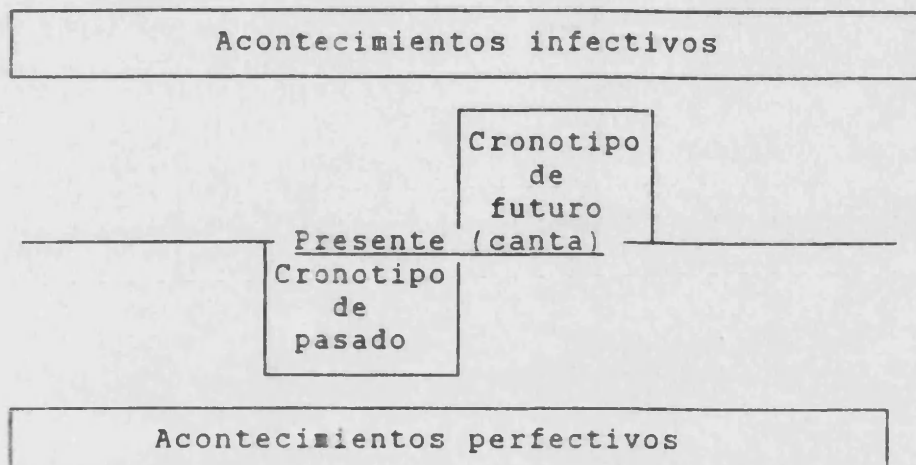 Acontecimientos infectivos
Cronotipo
de
futuro
Presente (canta)
Cronotipo
de
pasado
Acontecimientos perfectivos